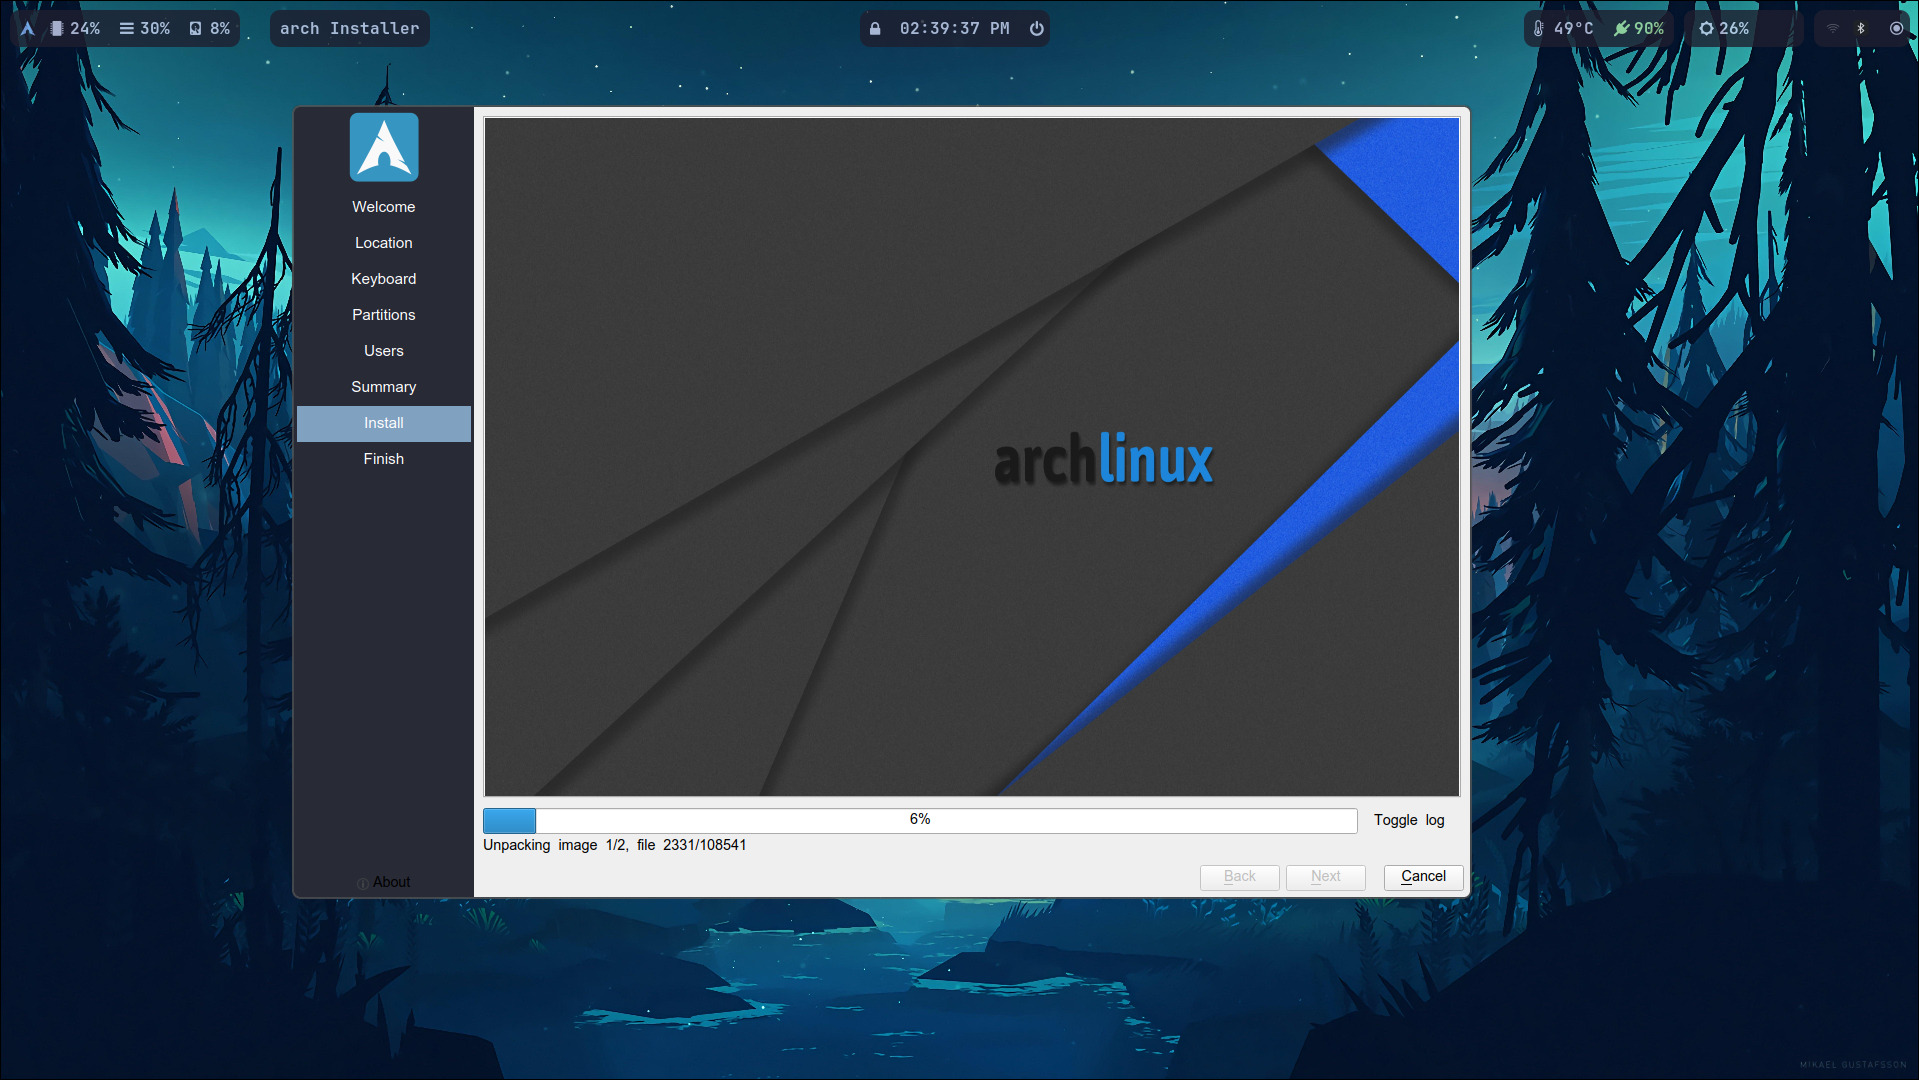 24% 30% 8% arch Installer 02:39:37 PM 49°C 90% 26%
Welcome
Location
Keyboard
Partitions
Users
Summary
Install
Finish
About
archlinux
6%
Toggle log
Unpacking image 1/2, file 2331/108541
Back Next Cancel
MIKAEL GUSTAFSSON